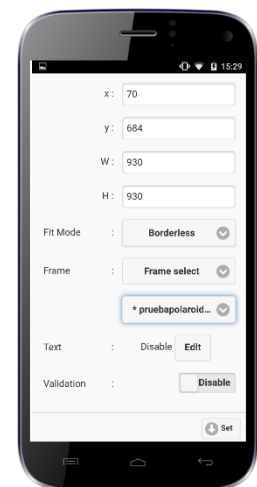 15:29
x : 70
y : 684
W : 930
H : 930
Fit Mode : Borderless
Frame : Frame select
* pruebapolaroid...
Text : Disable Edit
Validation : Disable
Set